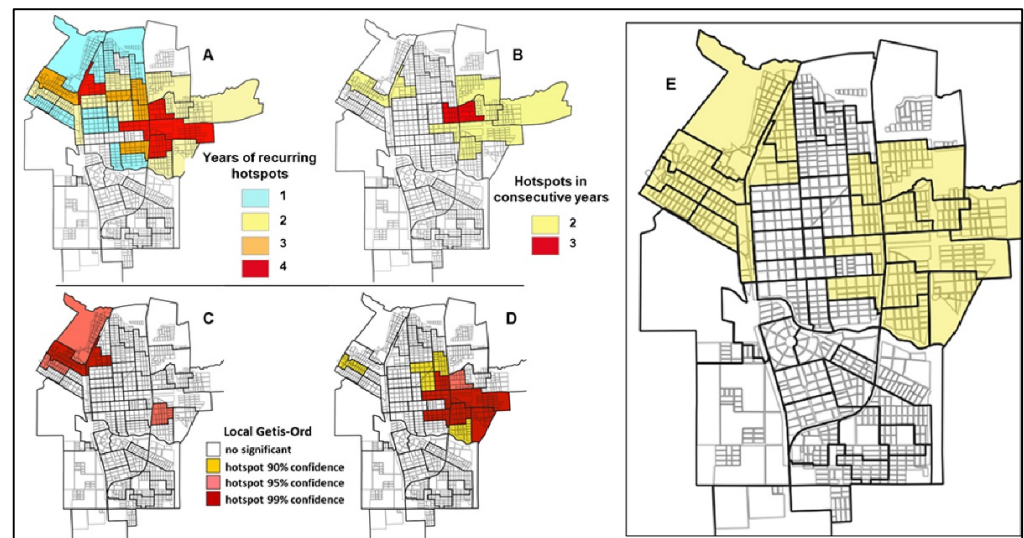 A
Years of recurring
hotspots
1
2
3
4
B
Hotspots in
consecutive years
2
3
C
Local Getis-Ord
no significant
hotspot 90% confidence
hotspot 95% confidence
hotspot 99% confidence
D
E